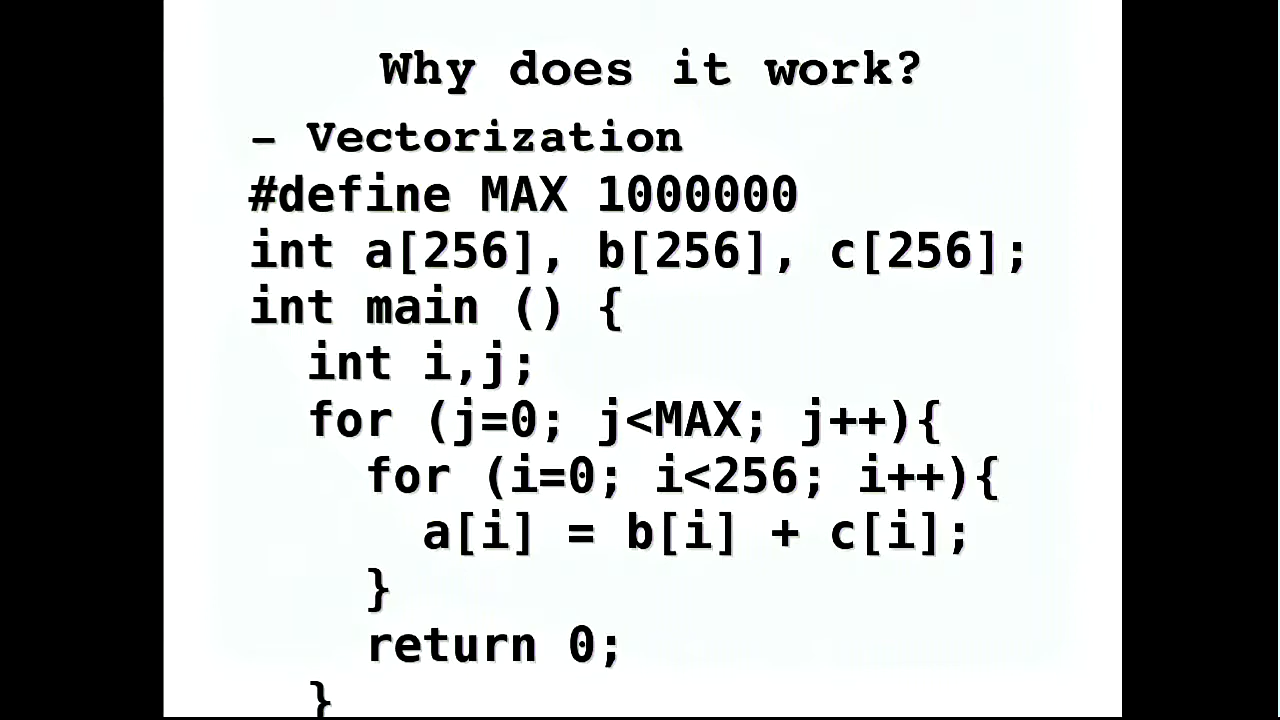 Why does it work?
- Vectorization
#define MAX 1000000
int a[256], b[256], c[256];
int main () {
  int i,j;
  for (j=0; j<MAX; j++){
    for (i=0; i<256; i++){
      a[i] = b[i] + c[i];
    }
    return 0;
  }